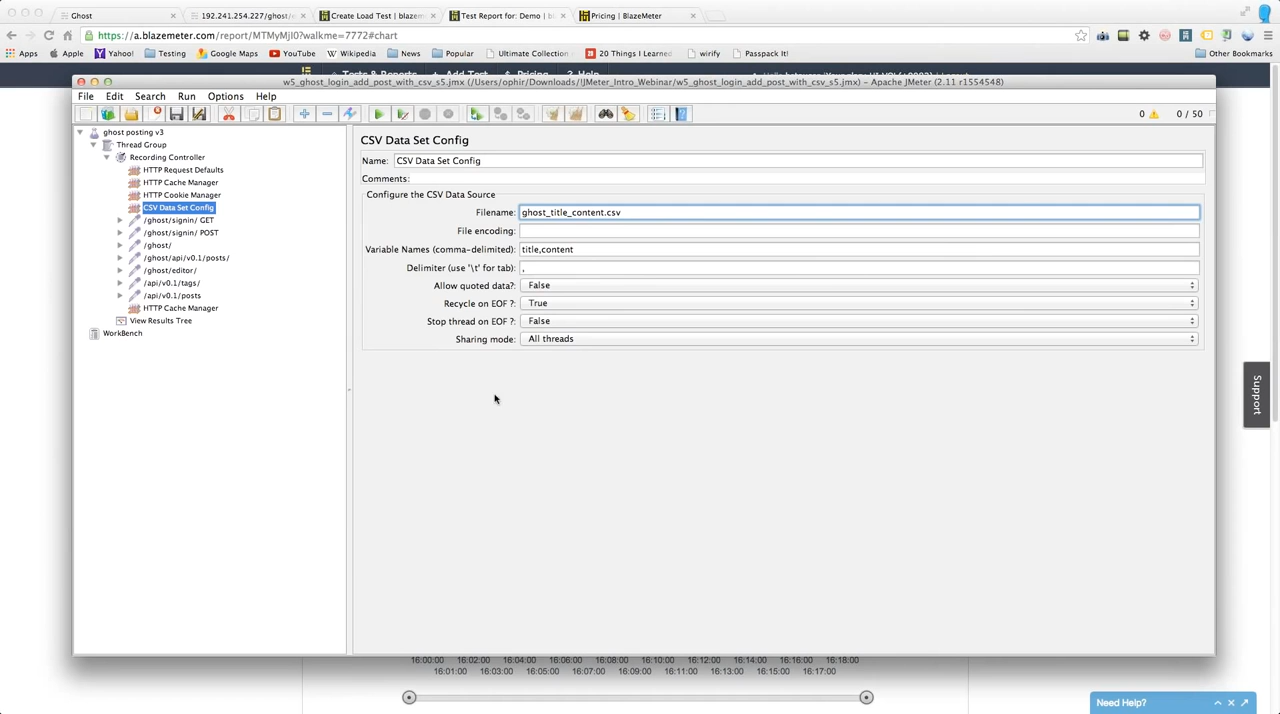 Ghost
192.241.254.227/ghost/e
Create Load Test | blazeme
Test Report for: Demo | b
Pricing | BlazeMeter
https://a.blazemeter.com/report/MTMyMjI0?walkme=7772#chart
Apps Apple Yahoo! Testing Google Maps YouTube Wikipedia News Popular Ultimate Collection 20 Things I Learned wirify Passpack It! Other Bookmarks
w5_ghost_login_add_post_with_csv_s5.jmx (/Users/ophir/Downloads/!JMeter_Intro_Webinar/w5_ghost_login_add_post_with_csv_s5.jmx) – Apache JMeter (2.11 r1554548)
File Edit Search Run Options Help
0 0 / 50
ghost posting v3
Thread Group
Recording Controller
HTTP Request Defaults
HTTP Cache Manager
HTTP Cookie Manager
CSV Data Set Config
/ghost/signin/ GET
/ghost/signin/ POST
/ghost/
/ghost/api/v0.1/posts/
/ghost/editor/
/api/v0.1/tags/
/api/v0.1/posts
HTTP Cache Manager
View Results Tree
WorkBench
CSV Data Set Config
Name: CSV Data Set Config
Comments:
Configure the CSV Data Source
Filename: ghost_title_content.csv
File encoding:
Variable Names (comma-delimited): title,content
Delimiter (use '\t' for tab): ,
Allow quoted data?: False
Recycle on EOF ?: True
Stop thread on EOF ?: False
Sharing mode: All threads
Support
16:00:00 16:02:00 16:04:00 16:06:00 16:08:00 16:10:00 16:12:00 16:14:00 16:16:00 16:18:00
16:01:00 16:03:00 16:05:00 16:07:00 16:09:00 16:11:00 16:13:00 16:15:00 16:17:00
Need Help?